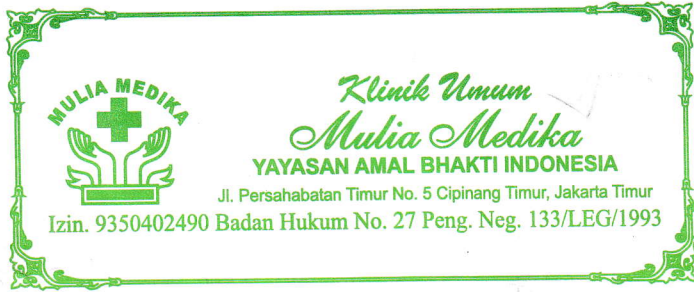 MULIA MEDIKA
Klinik Umum
Mulia Medika
YAYASAN AMAL BHAKTI INDONESIA
Jl. Persahabatan Timur No. 5 Cipinang Timur, Jakarta Timur
Izin. 9350402490 Badan Hukum No. 27 Peng. Neg. 133/LEG/1993